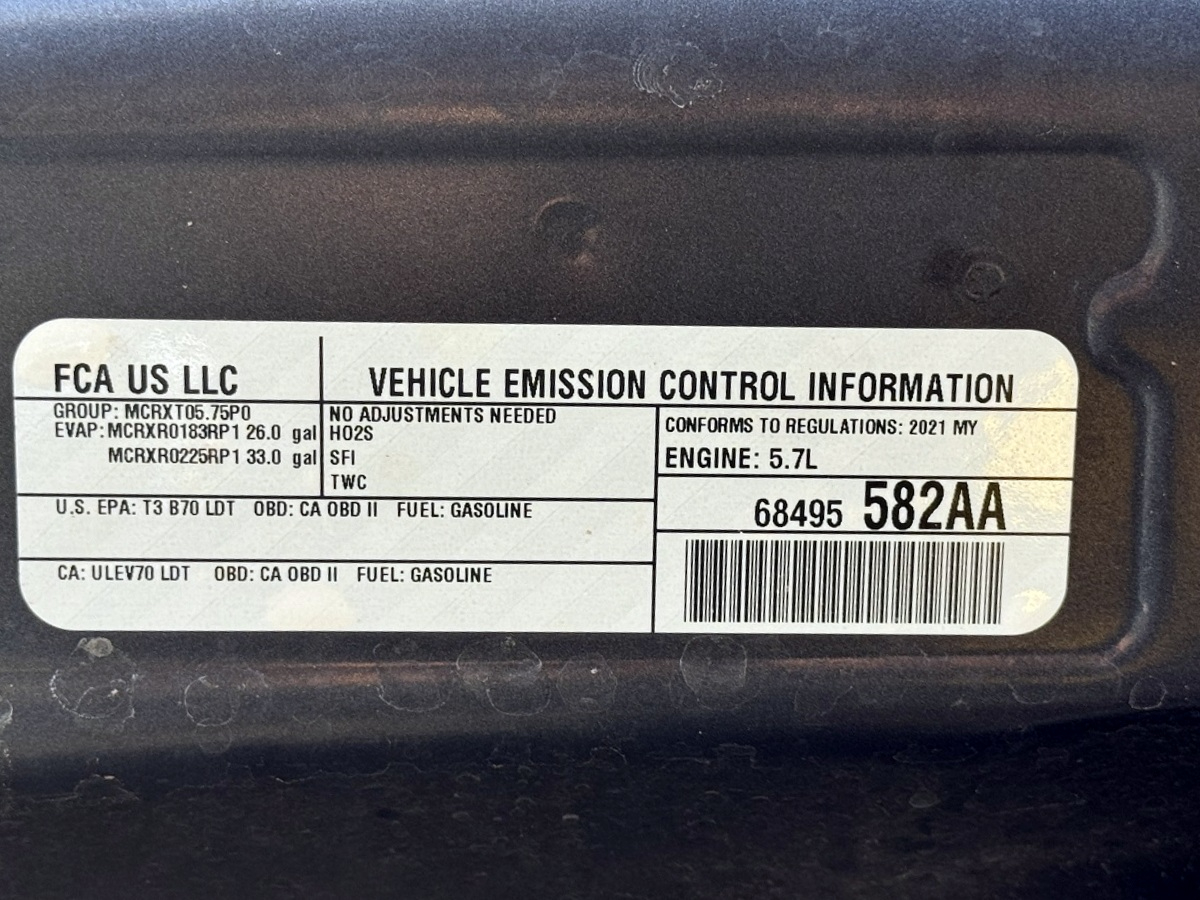 FCA US LLC
VEHICLE EMISSION CONTROL INFORMATION
GROUP: MCRXT05.75P0
EVAP: MCRXR0183RP1 26.0 gal
MCRXR0225RP1 33.0 gal
NO ADJUSTMENTS NEEDED
HO2S
SFI
TWC
CONFORMS TO REGULATIONS: 2021 MY
ENGINE: 5.7L
68495 582AA
U.S. EPA: T3 B70 LDT OBD: CA OBD II FUEL: GASOLINE
CA: ULEV70 LDT OBD: CA OBD II FUEL: GASOLINE